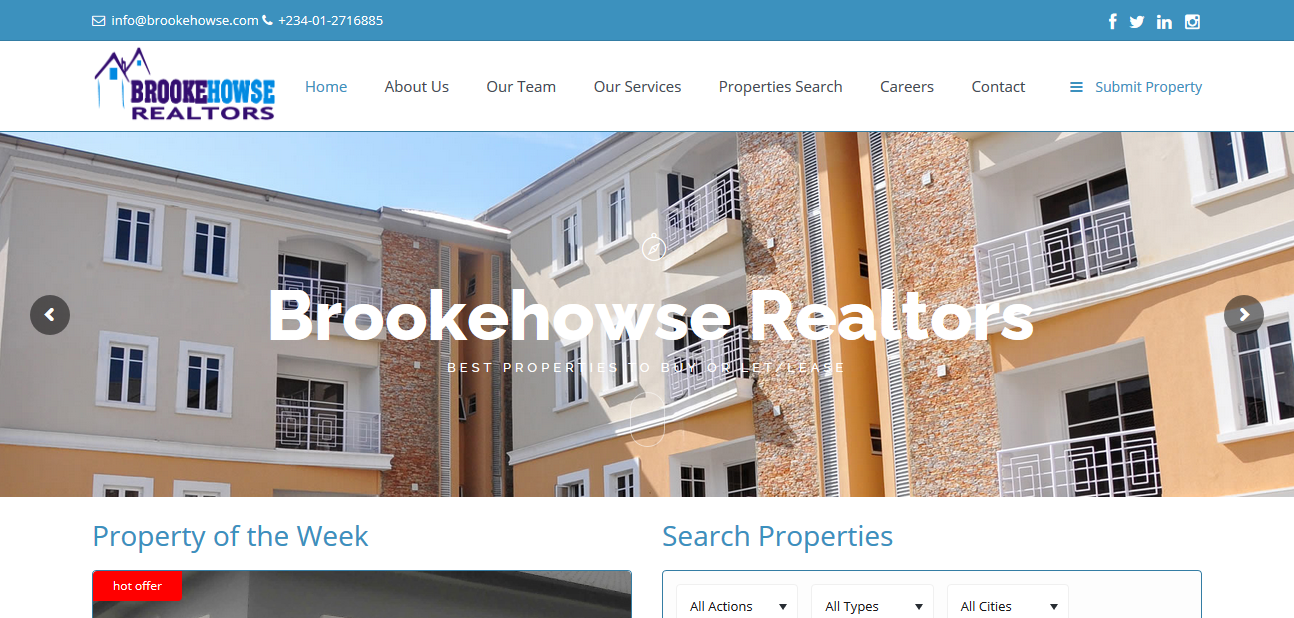 info@brookehowse.com +234-01-2716885
BROOKEHOWSE
REALTORS
Home About Us Our Team Our Services Properties Search Careers Contact Submit Property
Brookehowse Realtors
BEST PROPERTIES TO BUY OR LET/LEASE
Property of the Week Search Properties
hot offer
All Actions All Types All Cities